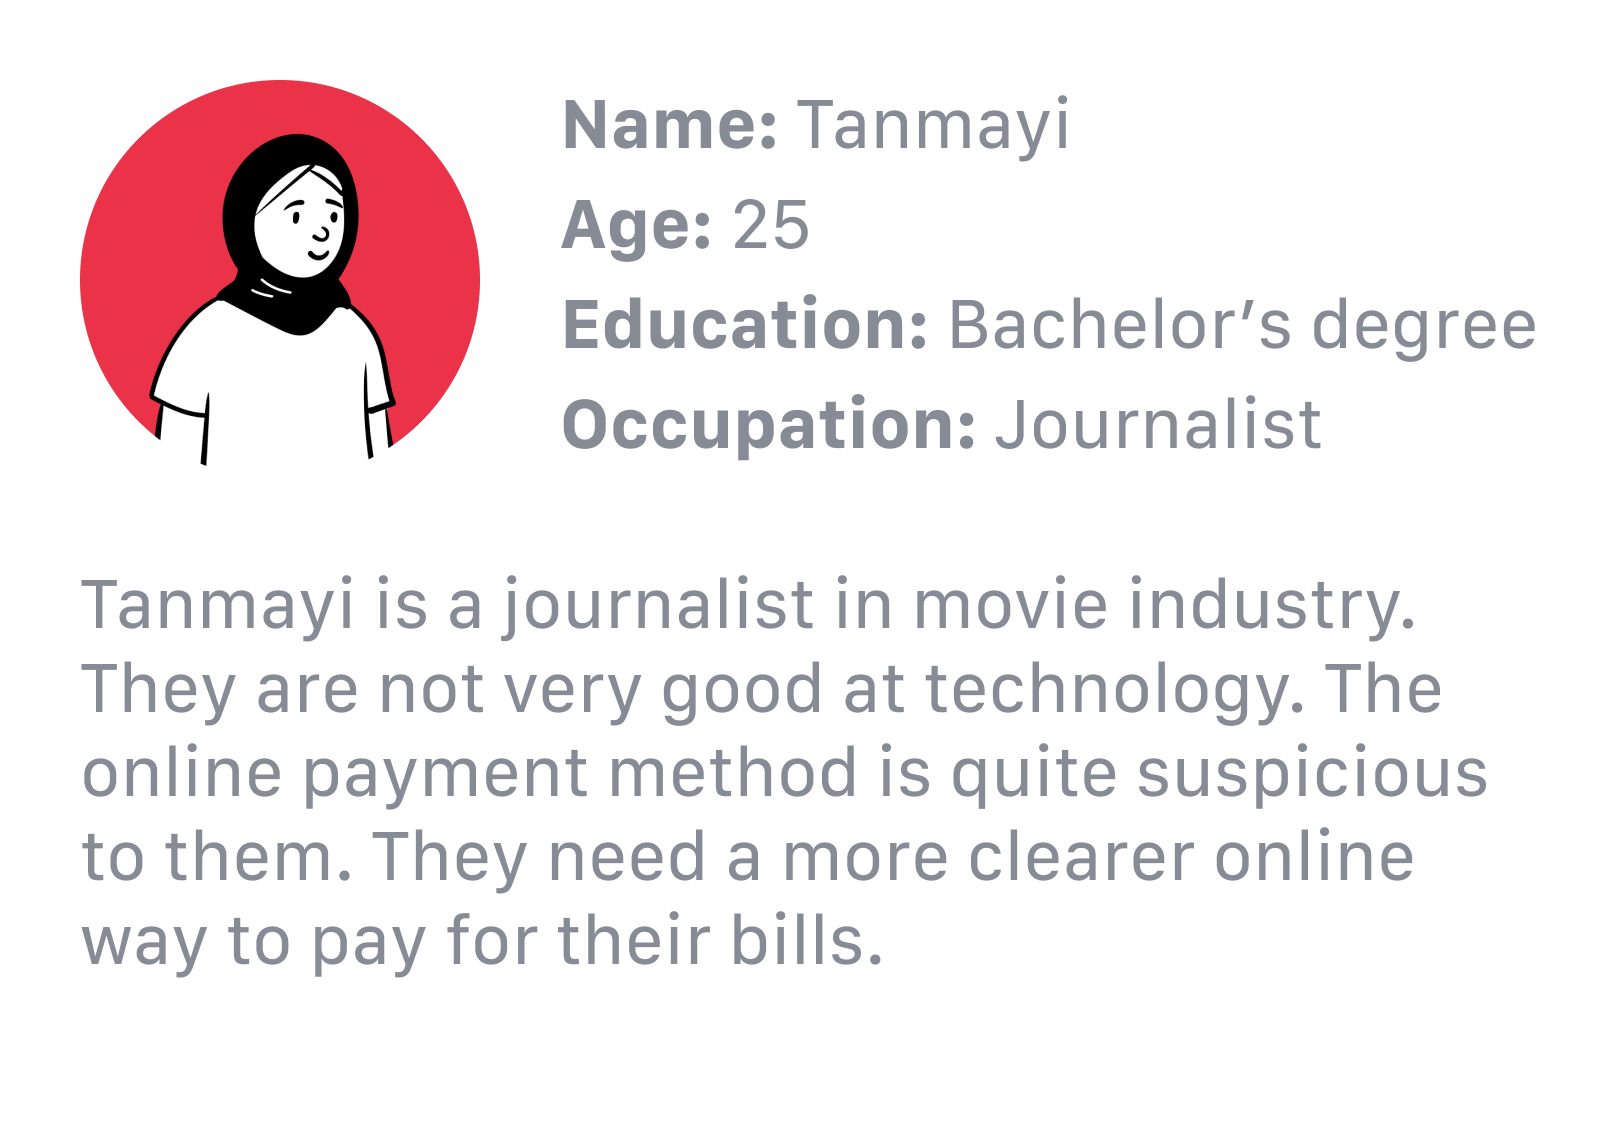 Name: Tanmayi
Age: 25
Education: Bachelor’s degree
Occupation: Journalist
Tanmayi is a journalist in movie industry.
They are not very good at technology. The
online payment method is quite suspicious
to them. They need a more clearer online
way to pay for their bills.